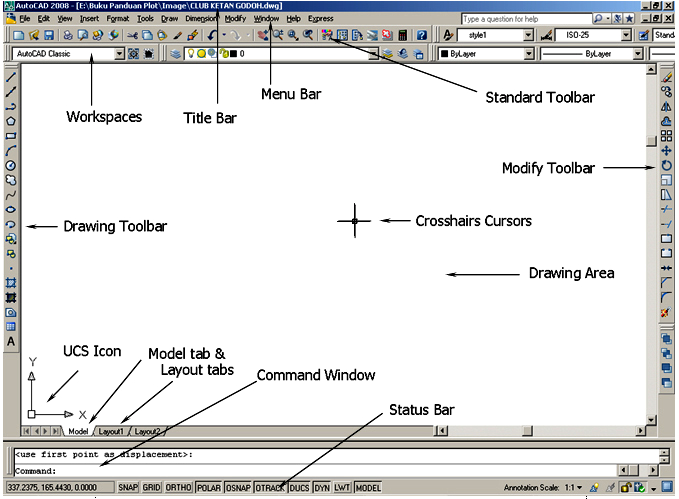 AutoCAD 2008 - [E:\Buku Panduan Plot\Image\CLUB KETAN GODOH.dwg]
File Edit View Insert Format Tools Draw Dimension Modify Window Help Express
Type a question for help
style1 ISO-25 Stand
AutoCAD Classic 0 ByLayer ByLayer
Menu Bar
Standard Toolbar
Workspaces
Title Bar
Modify Toolbar
Crosshairs Cursors
Drawing Toolbar
Drawing Area
UCS Icon
Model tab &
Layout tabs
Y
X
Command Window
Status Bar
Model Layout1 Layout2
<use first point as displacement>:
Command:
337.2375, 165.4430, 0.0000 SNAP GRID ORTHO POLAR OSNAP OTRACK DUCS DYN LWT MODEL Annotation Scale: 1:1